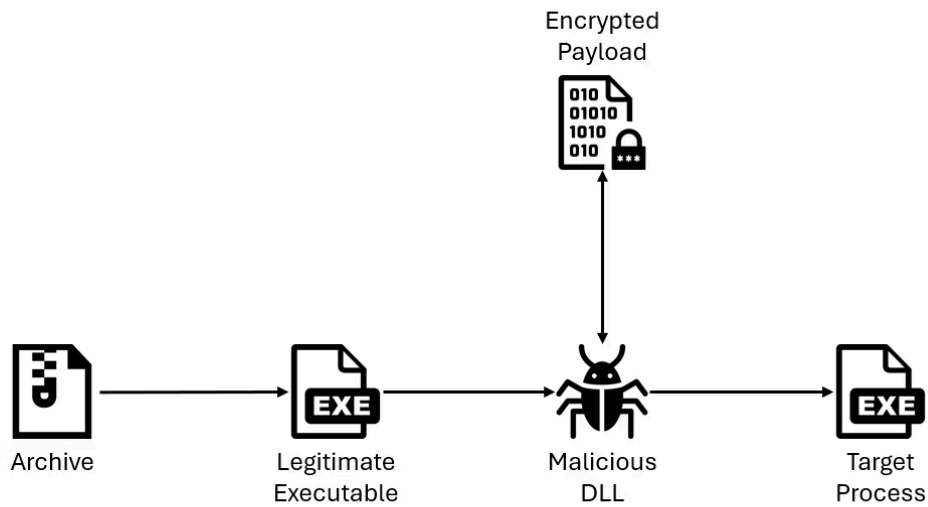 Encrypted
Payload
010
01010
1010
010
***
EXE
EXE
Archive
Legitimate
Executable
Malicious
DLL
Target
Process